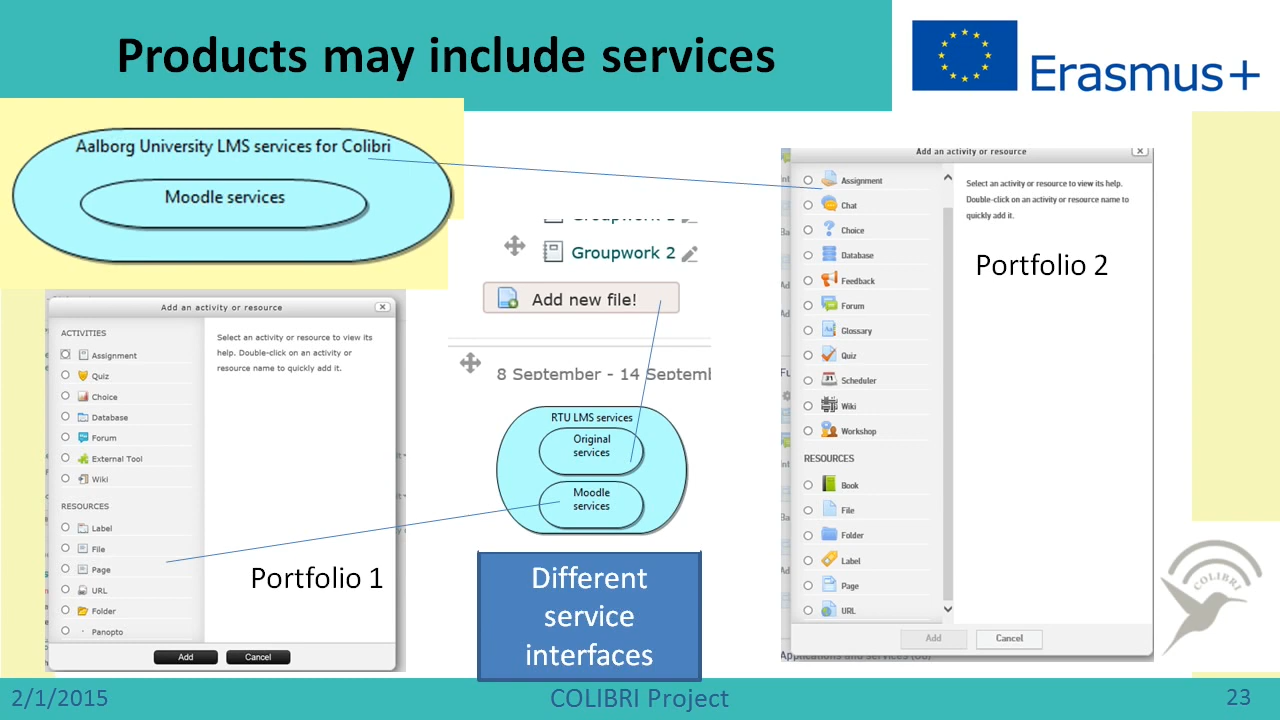 Products may include services
Erasmus+
Aalborg University LMS services for Colibri
Moodle services
Groupwork 2
Add new file!
8 September - 14
RTU LMS services
Original
services
Moodle
services
Add an activity or resource
ACTIVITIES
Assignment
Quiz
Choice
Database
Forum
External Tool
Wiki
RESOURCES
Label
File
Page
URL
Folder
Panopto
Select an activity or resource to view its
help. Double-click on an activity or
resource name to quickly add it.
Portfolio 1
Add
Cancel
Different
service
interfaces
Add an activity or resource
Assignment
Chat
Choice
Database
Feedback
Forum
Glossary
Quiz
Scheduler
Wiki
Workshop
RESOURCES
Book
File
Folder
Label
Page
URL
Select an activity or resource to view its help.
Double-click on an activity or resource name to
quickly add it.
Portfolio 2
Add
Cancel
COLIBRI
2/1/2015
COLIBRI Project
23